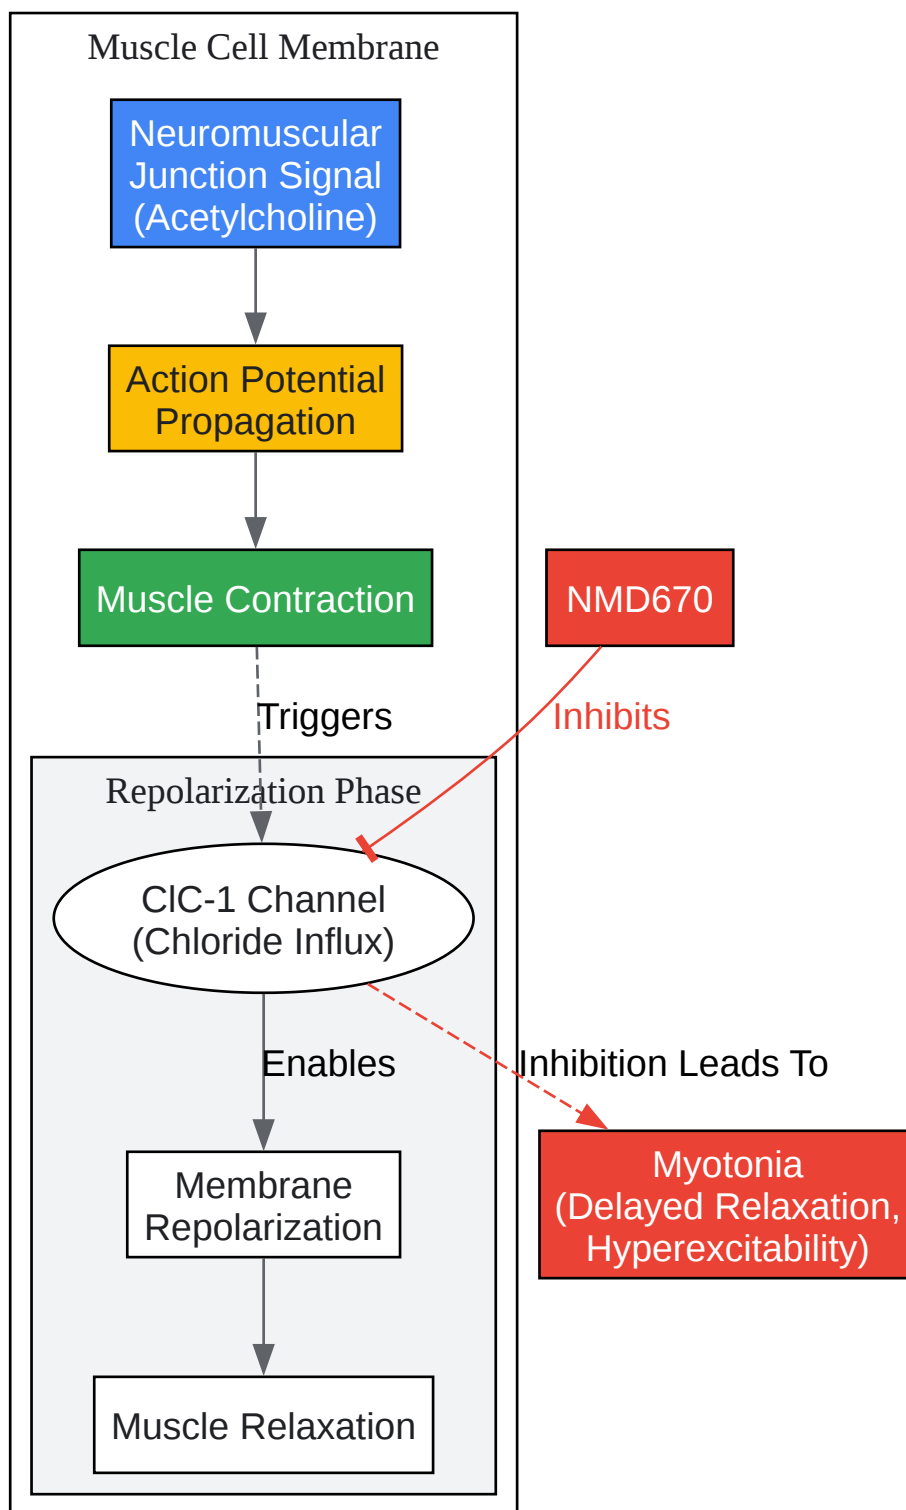 Muscle Cell Membrane
Neuromuscular
Junction Signal
(Acetylcholine)
Action Potential
Propagation
Muscle Contraction
NMD670
Triggers
Inhibits
Repolarization Phase
ClC-1 Channel
(Chloride Influx)
Enables
Inhibition Leads To
Membrane
Repolarization
Myotonia
(Delayed Relaxation,
Hyperexcitability)
Muscle Relaxation